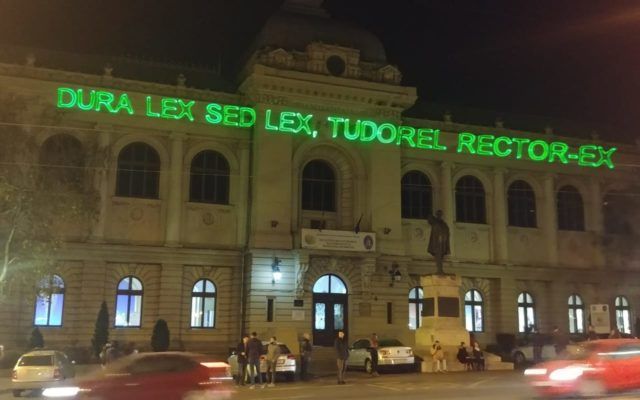 DURA LEX SED LEX, TUDOREL RECTOR-EX